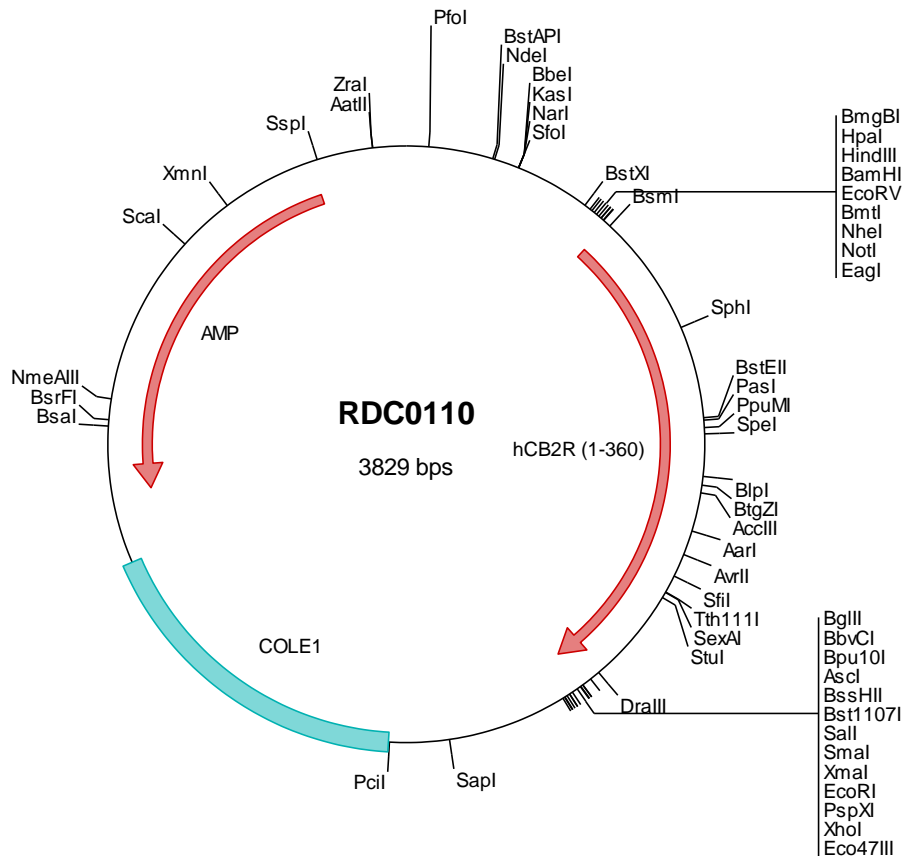 PfoI
BstAPI
NdeI
BbeI
KasI
NarI
SfoI
ZraI
AatII
SspI
XmnI
ScaI
BstXI
BsmI
BmgBI
HpaI
HindIII
BamHI
EcoRV
BmtI
NheI
NotI
EagI
SphI
AMP
NmeAIII
BsrFI
BsaI
RDC0110
3829 bps
hCB2R (1-360)
BstEII
PasI
PpuMI
SpeI
BlpI
BtgZI
AccIII
AarI
AvrII
SfiI
Tth111I
SexAI
StuI
COLE1
DraIII
PciI
SapI
BglII
BbvCI
Bpu10I
AscI
BssHII
Bst1107I
SalI
SmaI
XmaI
EcoRI
PspXI
XhoI
Eco47III